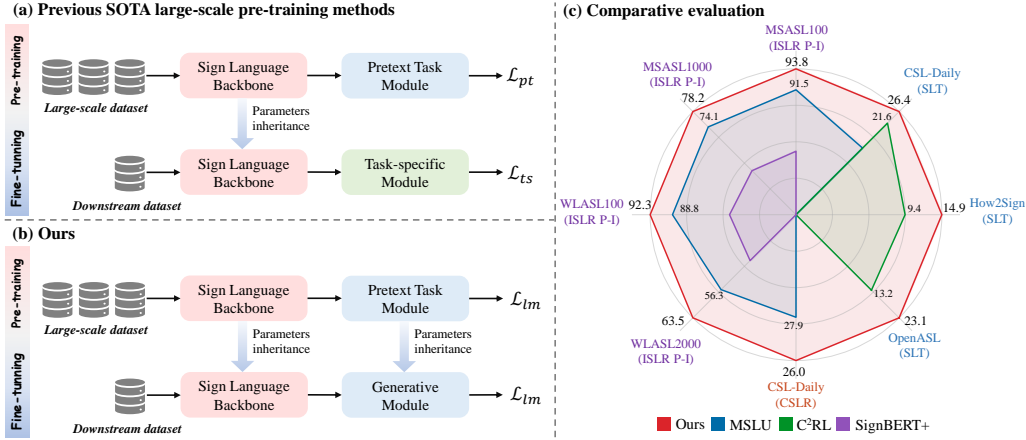 (a) Previous SOTA large-scale pre-training methods
Pre-training
Large-scale dataset
Sign Language
Backbone
Pretext Task
Module
ℒpt
Parameters
inheritance
Fine-tunning
Downstream dataset
Sign Language
Backbone
Task-specific
Module
ℒts
(b) Ours
Pre-training
Large-scale dataset
Sign Language
Backbone
Pretext Task
Module
ℒlm
Parameters
inheritance
Parameters
inheritance
Fine-tunning
Downstream dataset
Sign Language
Backbone
Generative
Module
ℒlm
(c) Comparative evaluation
MSASL100
(ISLR P-I)
93.8
91.5
CSL-Daily
(SLT)
26.4
21.6
How2Sign
(SLT)
14.9
9.4
OpenASL
(SLT)
23.1
13.2
CSL-Daily
(CSLR)
26.0
27.9
WLASL2000
(ISLR P-I)
63.5
56.3
WLASL100
(ISLR P-I)
92.3
88.8
MSASL1000
(ISLR P-I)
78.2
74.1
Ours
MSLU
C²RL
SignBERT+